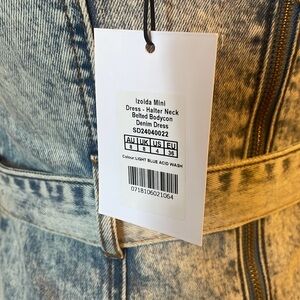 Izolda Mini
Dress - Halter Neck
Belted Bodycon
Denim Dress
SD24040022
AU UK US EU
8 8 4 36
Colour: LIGHT BLUE ACID WASH
0718106021064